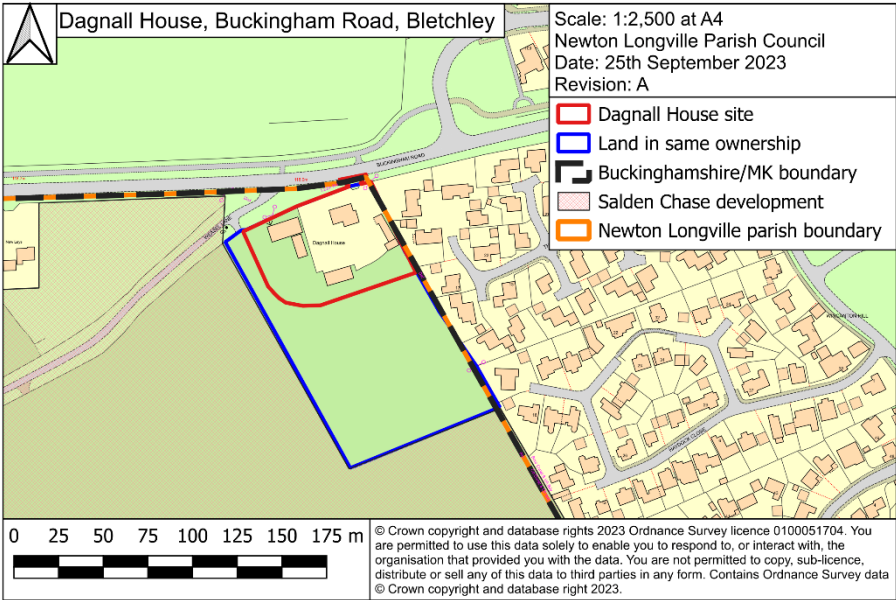 Dagnall House, Buckingham Road, Bletchley
Scale: 1:2,500 at A4
Newton Longville Parish Council
Date: 25th September 2023
Revision: A
Dagnall House site
Land in same ownership
Buckinghamshire/MK boundary
Salden Chase development
Newton Longville parish boundary
BUCKINGHAM ROAD
Dagnall House
WHADDON
HAYDOCK CLOSE
0 25 50 75 100 125 150 175 m
© Crown copyright and database rights 2023 Ordnance Survey licence 0100051704. You
are permitted to use this data solely to enable you to respond to, or interact with, the
organisation that provided you with the data. You are not permitted to copy, sub-licence,
distribute or sell any of this data to third parties in any form. Contains Ordnance Survey data
© Crown copyright and database right 2023.